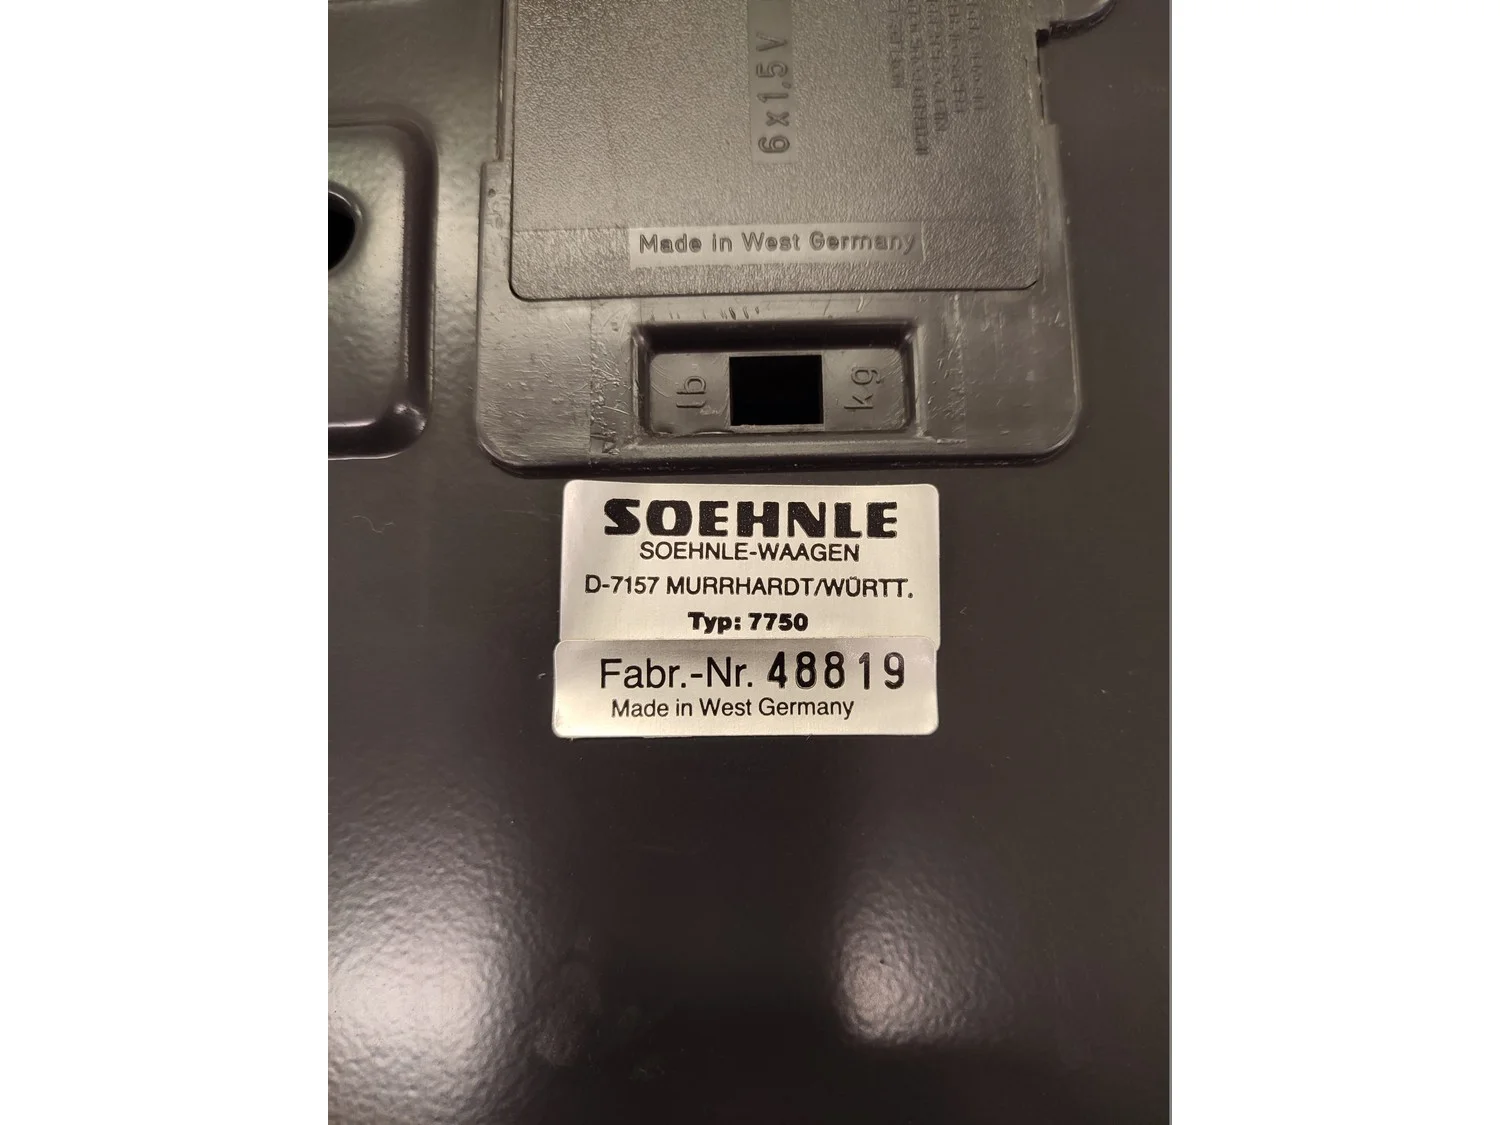 6 x 1,5 V
Made in West Germany
lb
kg
SOEHNLE
SOEHNLE-WAAGEN
D-7157 MURRHARDT/WÜRTT.
Typ: 7750
Fabr.-Nr. 48819
Made in West Germany